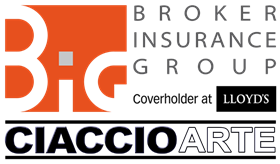 BIG
BROKER
INSURANCE
GROUP
Coverholder at LLOYD'S
CIACCIOARTE